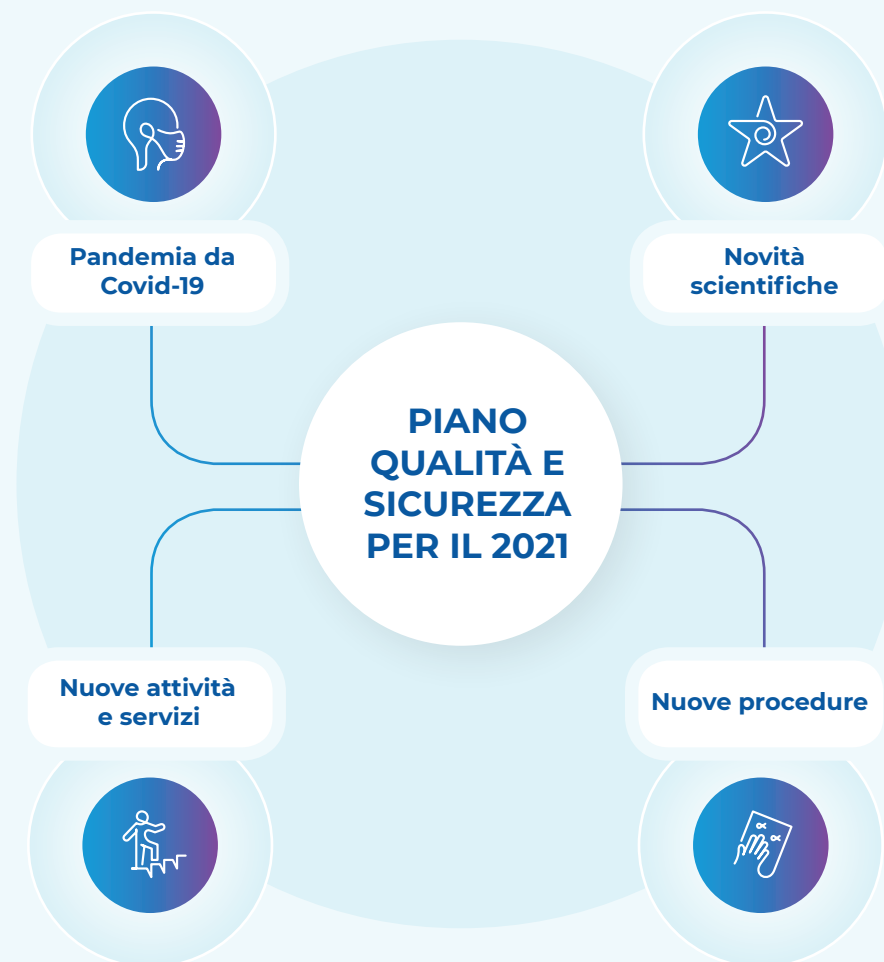 Pandemia da
Covid-19
Novità
scientifiche
PIANO
QUALITÀ E
SICUREZZA
PER IL 2021
Nuove attività
e servizi
Nuove procedure